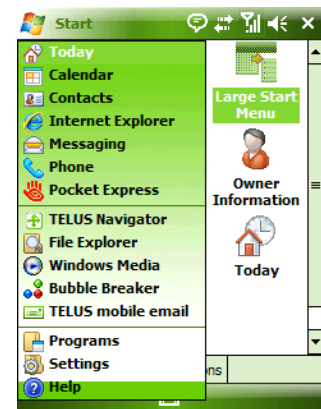 Start
Today
Calendar
Contacts
Internet Explorer
Messaging
Phone
Pocket Express
TELUS Navigator
File Explorer
Windows Media
Bubble Breaker
TELUS mobile email
Programs
Settings
Help
Large Start
Menu
Owner
Information
Today
ns